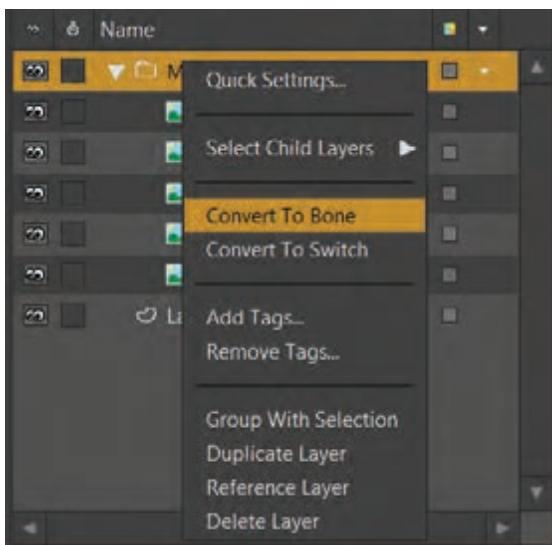 Name
M
Quick Settings...
Select Child Layers
Convert To Bone
Convert To Switch
La
Add Tags...
Remove Tags...
Group With Selection
Duplicate Layer
Reference Layer
Delete Layer